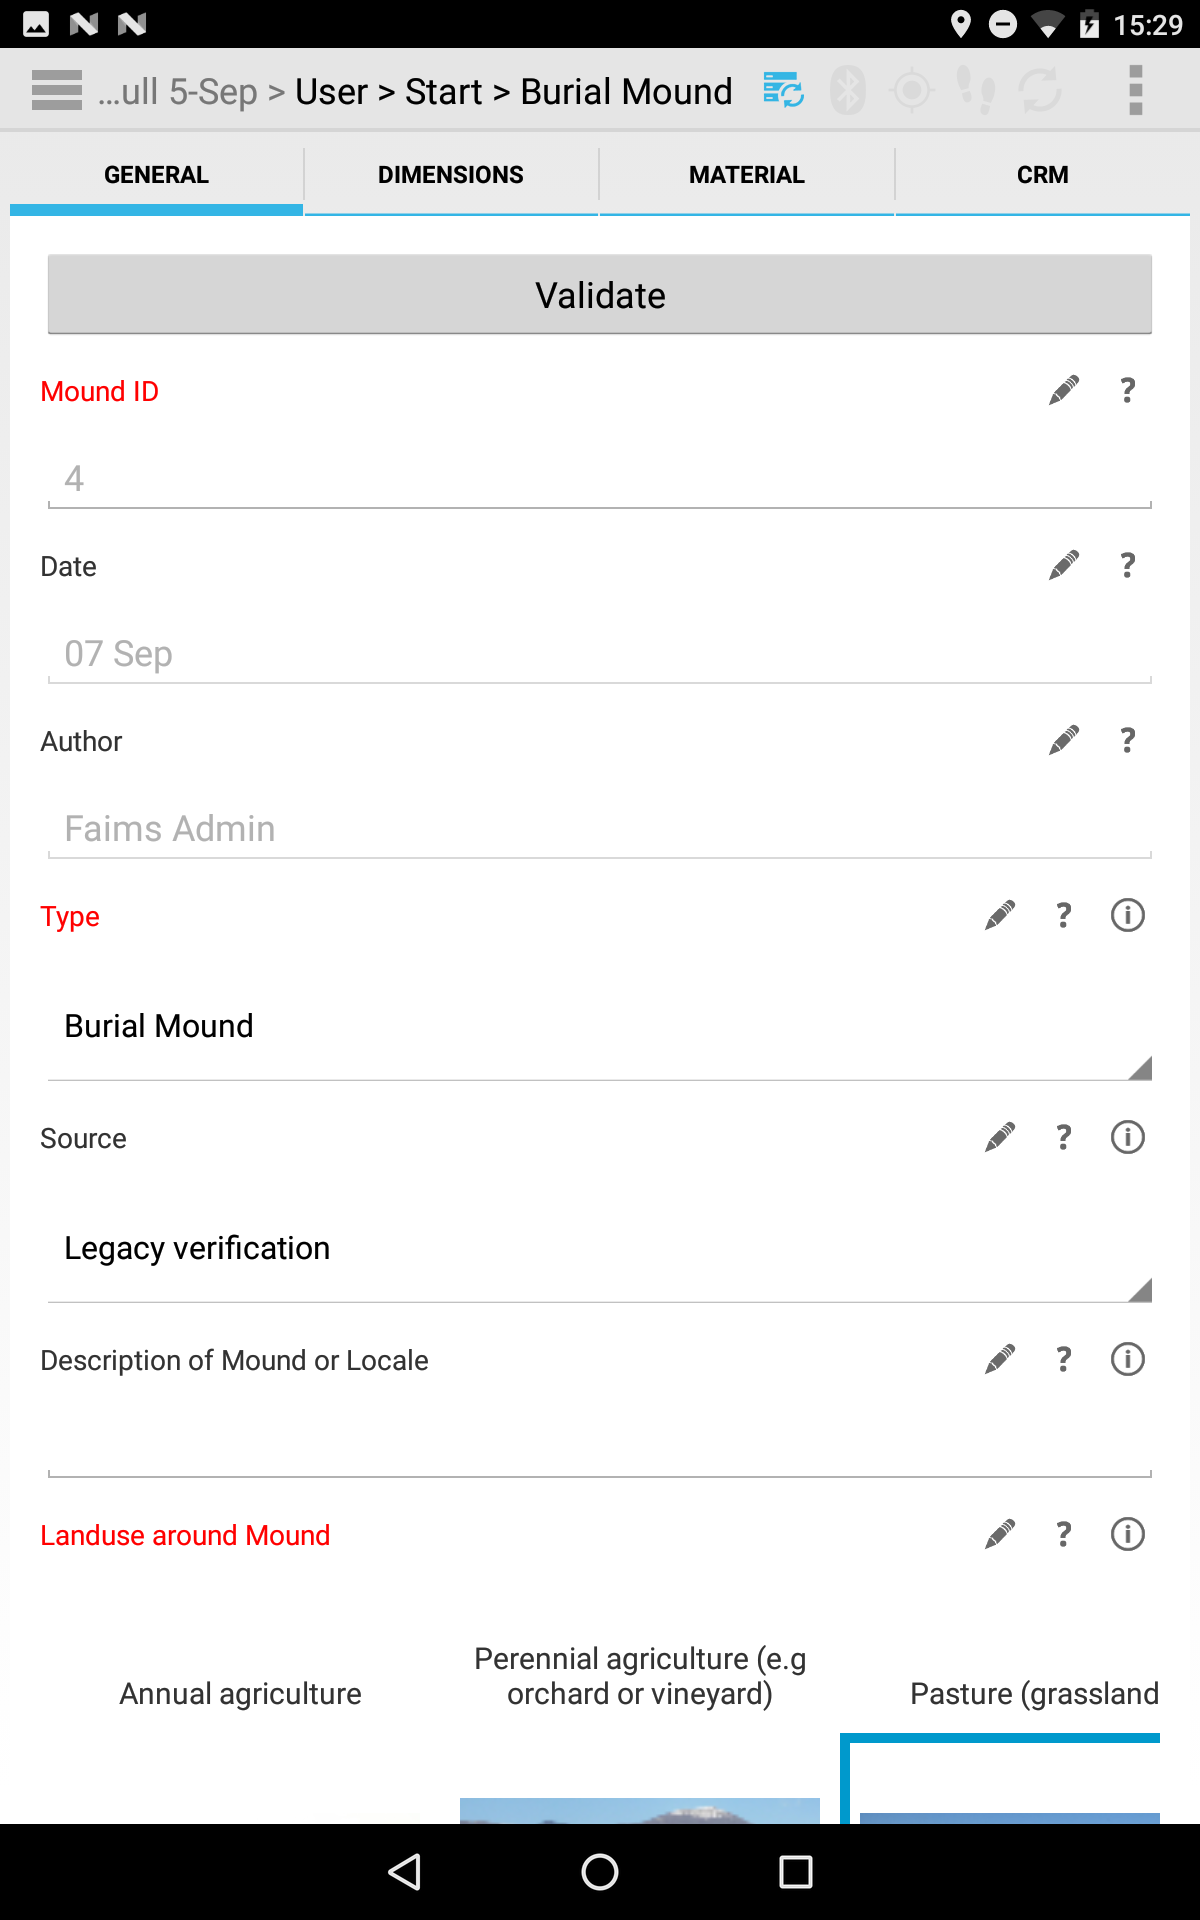 15:29
...ull 5-Sep > User > Start > Burial Mound
GENERAL
DIMENSIONS
MATERIAL
CRM
Validate
Mound ID
?
4
Date
?
07 Sep
Author
?
Faims Admin
Type
?
Burial Mound
Source
?
Legacy verification
Description of Mound or Locale
?
Landuse around Mound
?
Annual agriculture
Perennial agriculture (e.g
orchard or vineyard)
Pasture (grassland